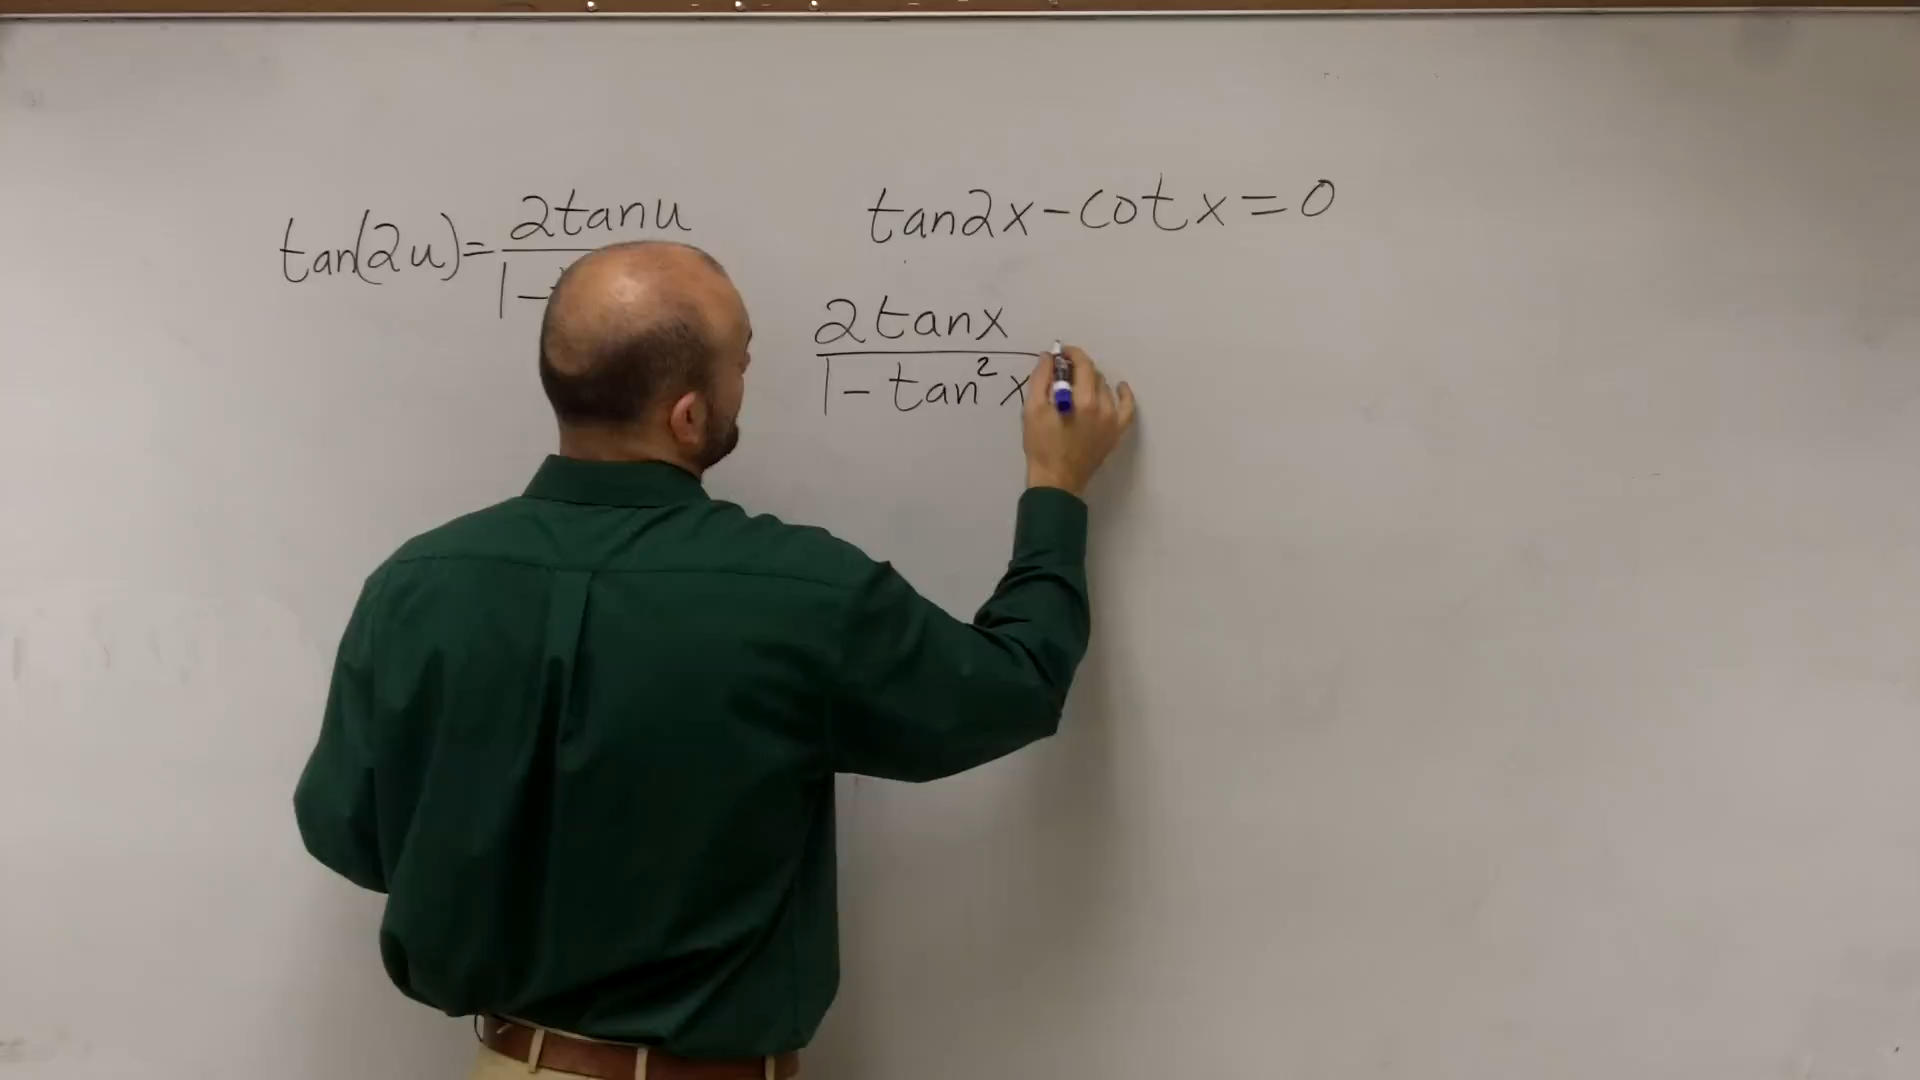 tan(2u)=2tanu
1-
tan2x-cotx=0
2tanx
1-tan²x